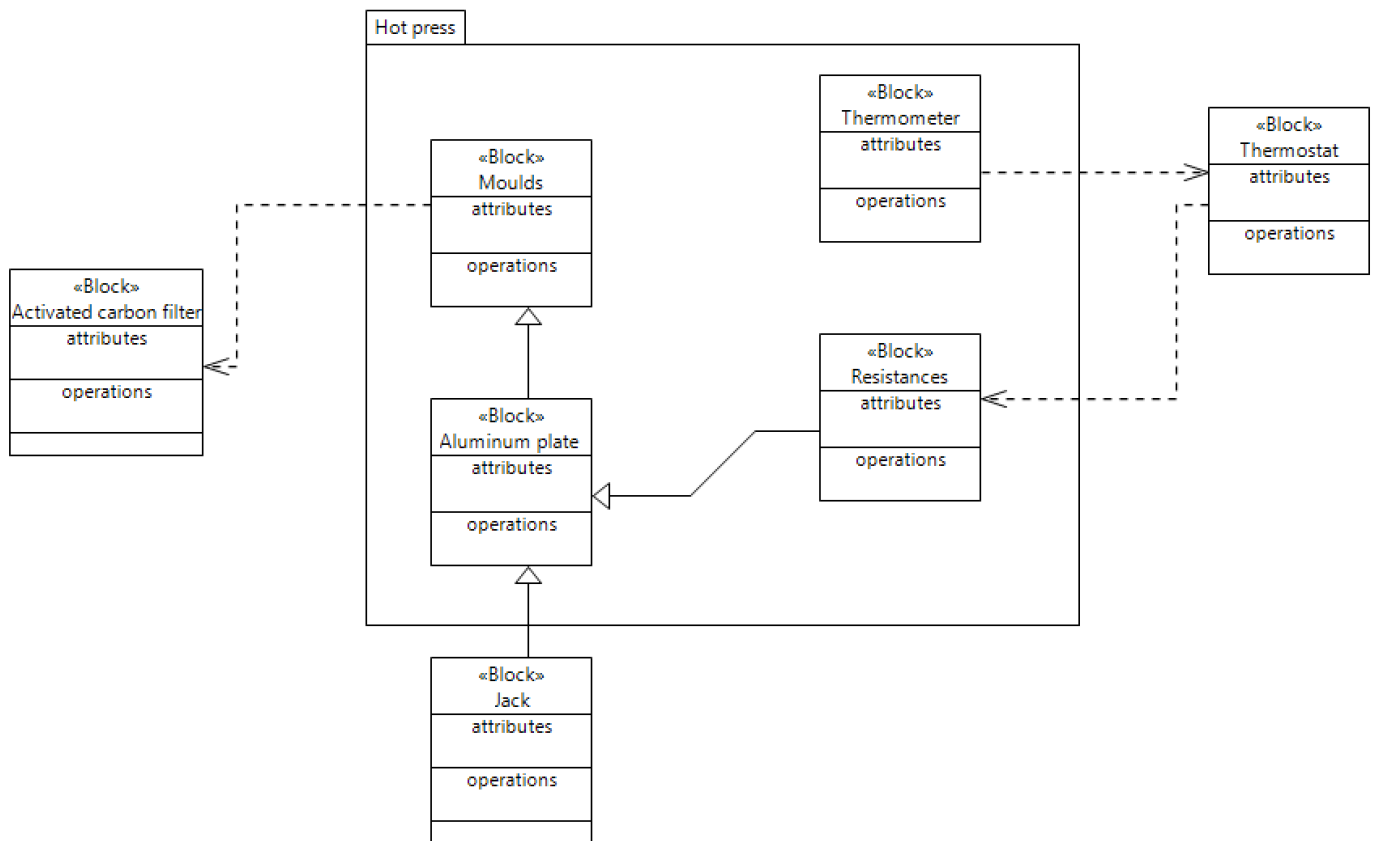 Hot press
«Block»
Thermometer
attributes
operations
«Block»
Thermostat
attributes
operations
«Block»
Moulds
attributes
operations
«Block»
Activated carbon filter
attributes
operations
«Block»
Resistances
attributes
operations
«Block»
Aluminum plate
attributes
operations
«Block»
Jack
attributes
operations